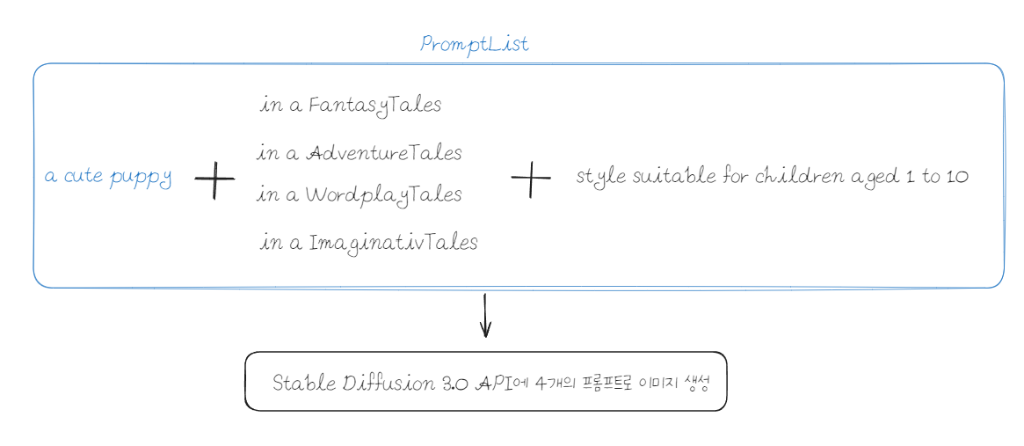 PromptList
in a FantasyTales
in a AdventureTales
a cute puppy + + style suitable for children aged 1 to 10
in a WordplayTales
in a ImaginativTales
Stable Diffusion 3.0 API에 4개의 프롬프트로 이미지 생성